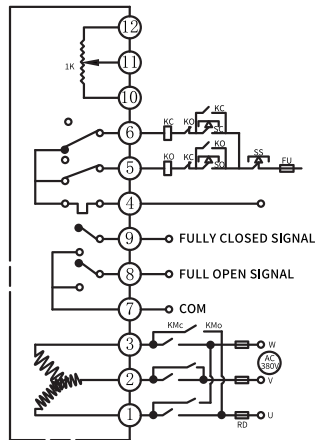 12
1K
11
10
KC
6
KC
KO
SC
KO
SS
FU
5
KO
KC
SO
4
9
FULLY CLOSED SIGNAL
8
FULL OPEN SIGNAL
7
COM
KMc
KMo
3
W
AC
380V
2
V
1
RD
U